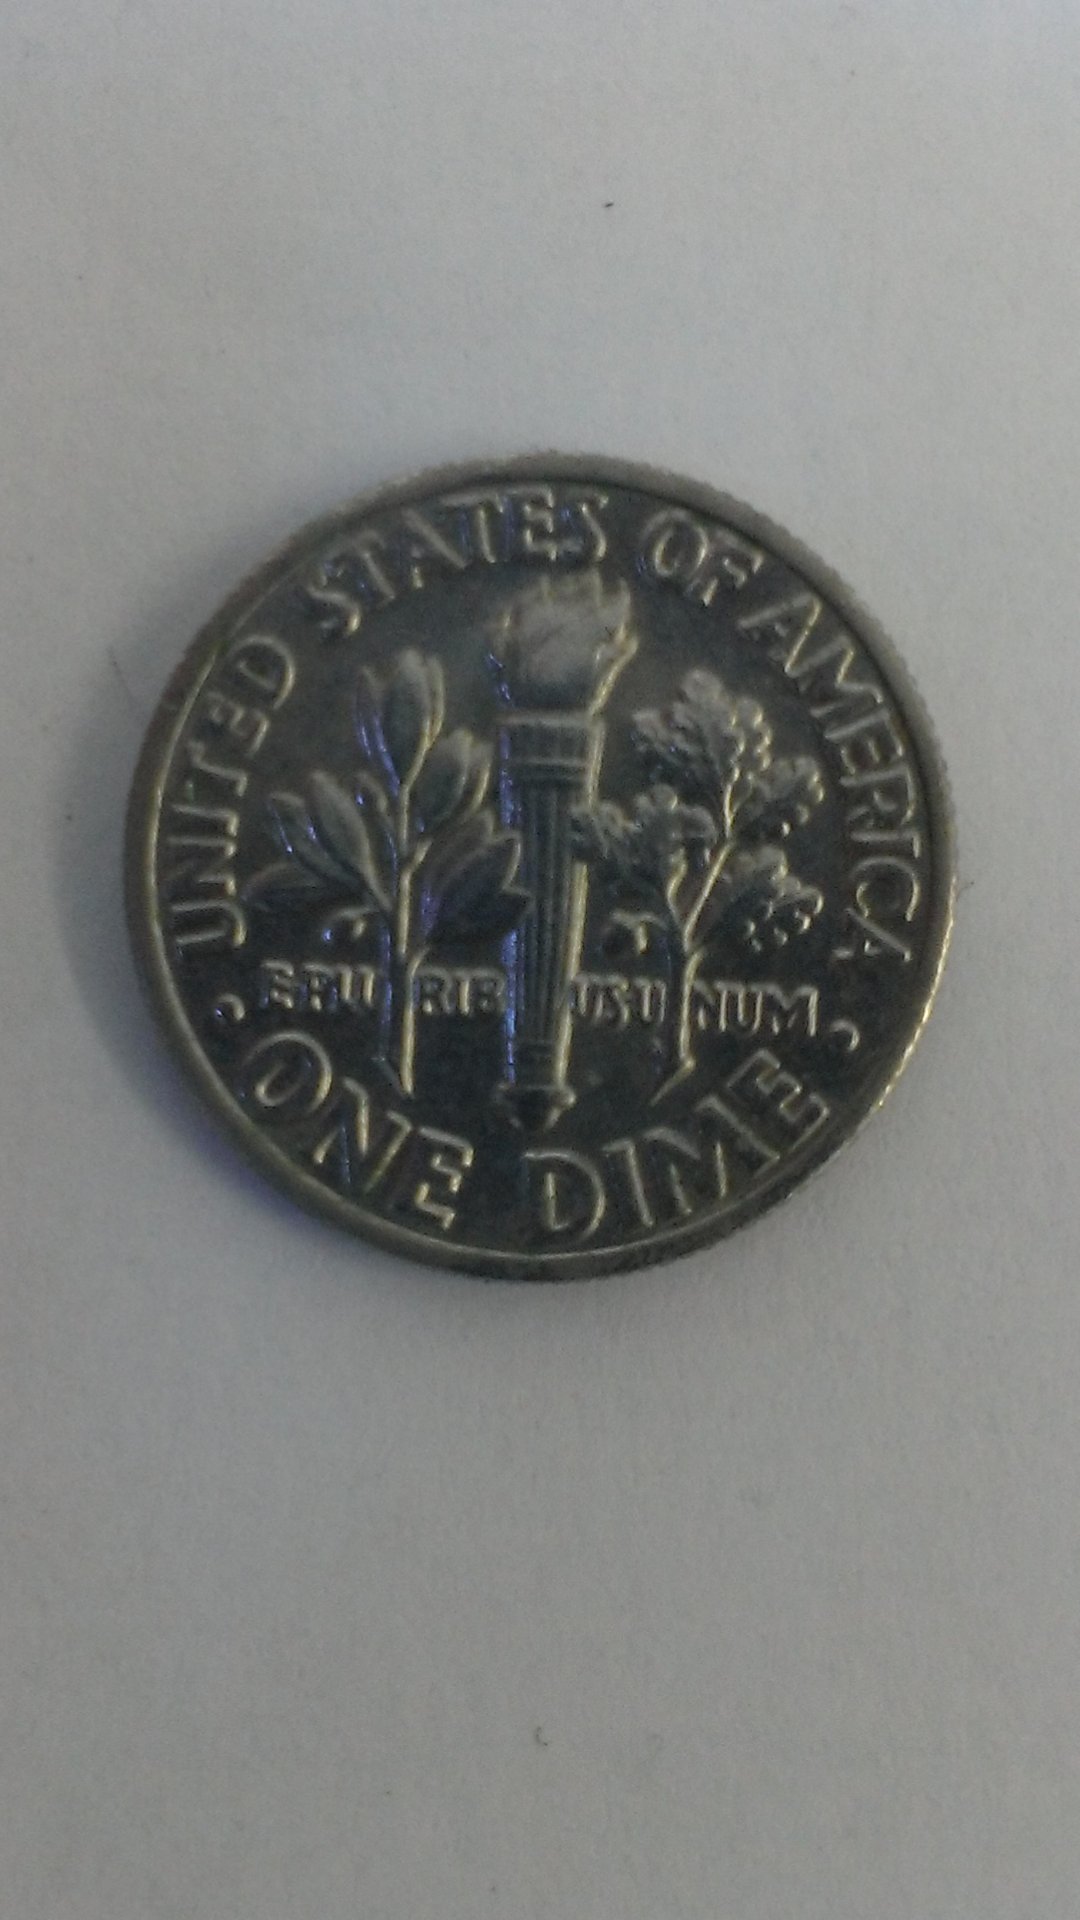 UNITED STATES OF AMERICA
E PLURIBUS UNUM
ONE DIME